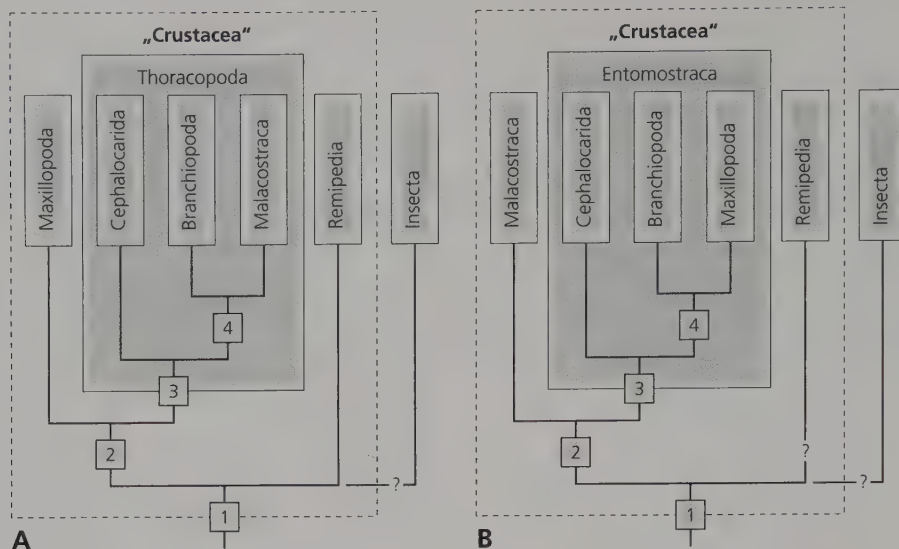 „Crustacea“
Thoracopoda
Maxillopoda
Cephalocarida
Branchiopoda
Malacostraca
Remipedia
Insecta
4
3
2
?
1
A
„Crustacea“
Entomostraca
Malacostraca
Cephalocarida
Branchiopoda
Maxillopoda
Remipedia
Insecta
4
3
2
?
?
1
B